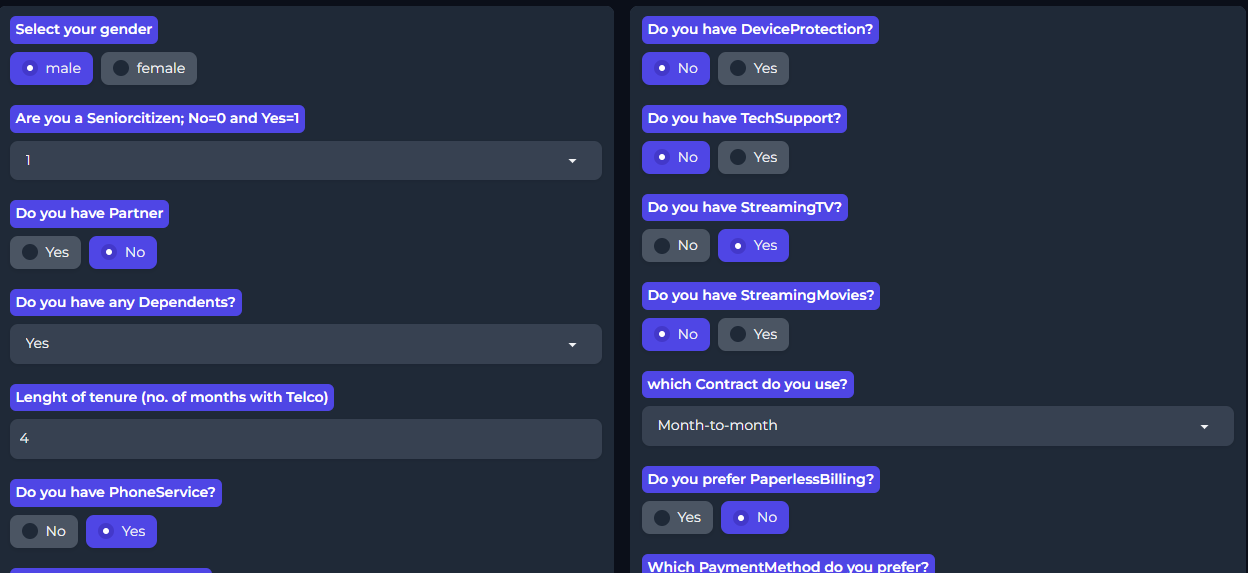 Select your gender
male female
Are you a Seniorcitizen; No=0 and Yes=1
1
Do you have Partner
Yes No
Do you have any Dependents?
Yes
Lenght of tenure (no. of months with Telco)
4
Do you have PhoneService?
No Yes
Do you have DeviceProtection?
No Yes
Do you have TechSupport?
No Yes
Do you have StreamingTV?
No Yes
Do you have StreamingMovies?
No Yes
which Contract do you use?
Month-to-month
Do you prefer PaperlessBilling?
Yes No
Which PaymentMethod do you prefer?